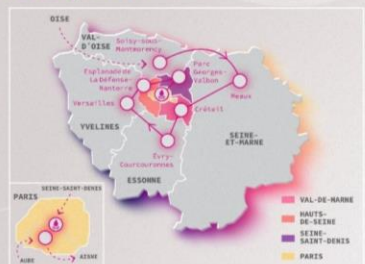 OISE
VAL-
D'OISE
Soisy-sous-
Montmorency
Parc
Georges-
Valbon
Esplanade de
La Défense-
Nanterre
Versailles
Meaux
Créteil
YVELINES
SEINE-
ET-MARNE
Évry-
Courcouronnes
ESSONNE
SEINE-SAINT-DENIS
PARIS
AUBE
AISNE
VAL-DE-MARNE
HAUTS-
DE-SEINE
SEINE-
SAINT-DENIS
PARIS